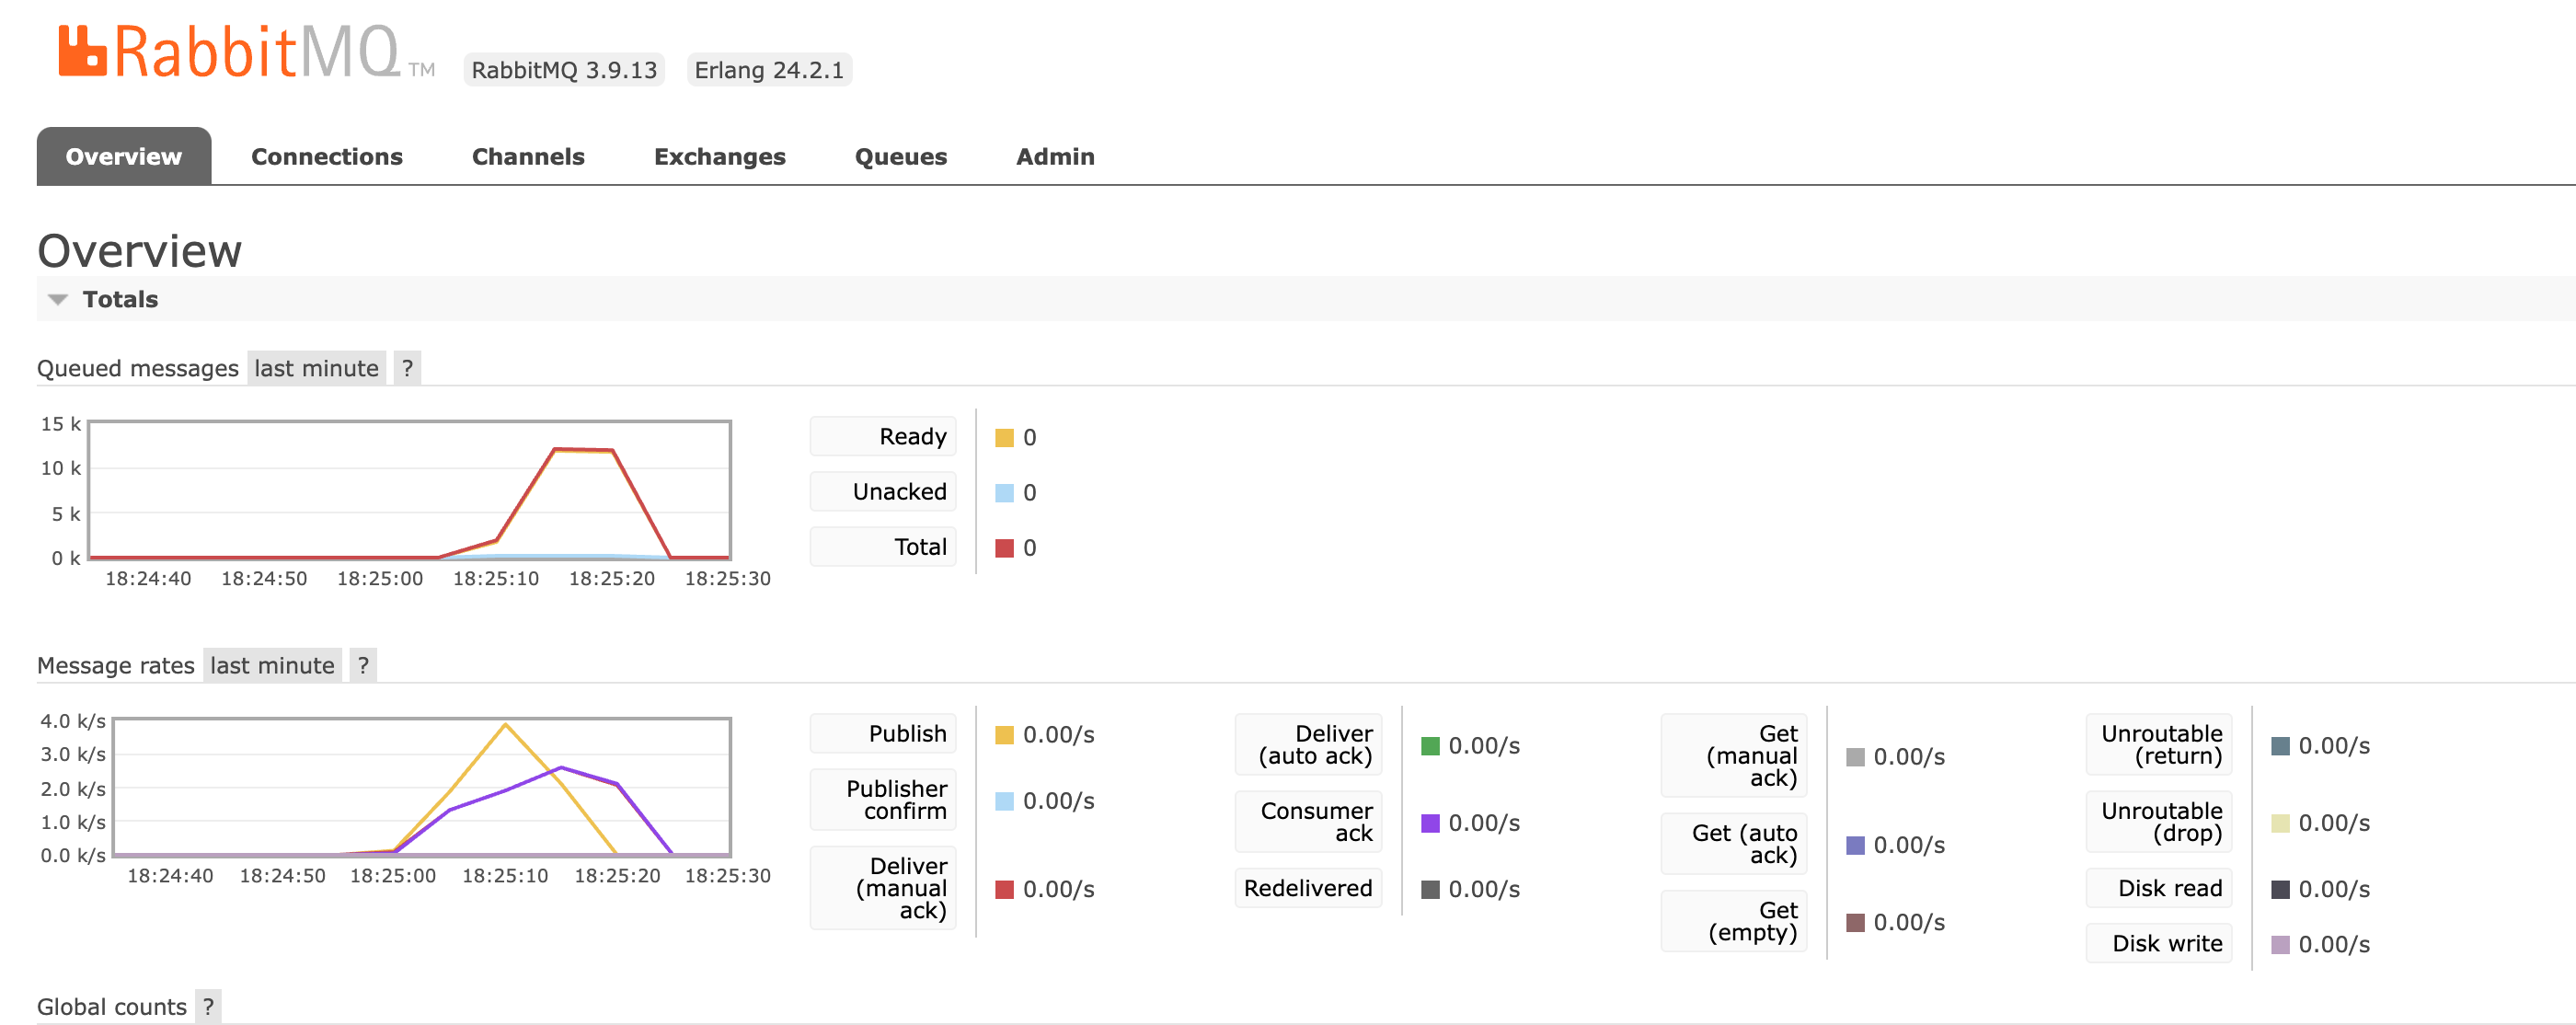 RabbitMQ TM RabbitMQ 3.9.13 Erlang 24.2.1
Overview Connections Channels Exchanges Queues Admin
Overview
Totals
Queued messages last minute ?
15 k
10 k
5 k
0 k
18:24:40 18:24:50 18:25:00 18:25:10 18:25:20 18:25:30
Ready 0
Unacked 0
Total 0
Message rates last minute ?
4.0 k/s
3.0 k/s
2.0 k/s
1.0 k/s
0.0 k/s
18:24:40 18:24:50 18:25:00 18:25:10 18:25:20 18:25:30
Publish 0.00/s
Publisher
confirm 0.00/s
Deliver
(manual
ack) 0.00/s
Deliver
(auto ack) 0.00/s
Consumer
ack 0.00/s
Redelivered 0.00/s
Get
(manual
ack) 0.00/s
Get (auto
ack) 0.00/s
Get
(empty) 0.00/s
Unroutable
(return) 0.00/s
Unroutable
(drop) 0.00/s
Disk read 0.00/s
Disk write 0.00/s
Global counts ?